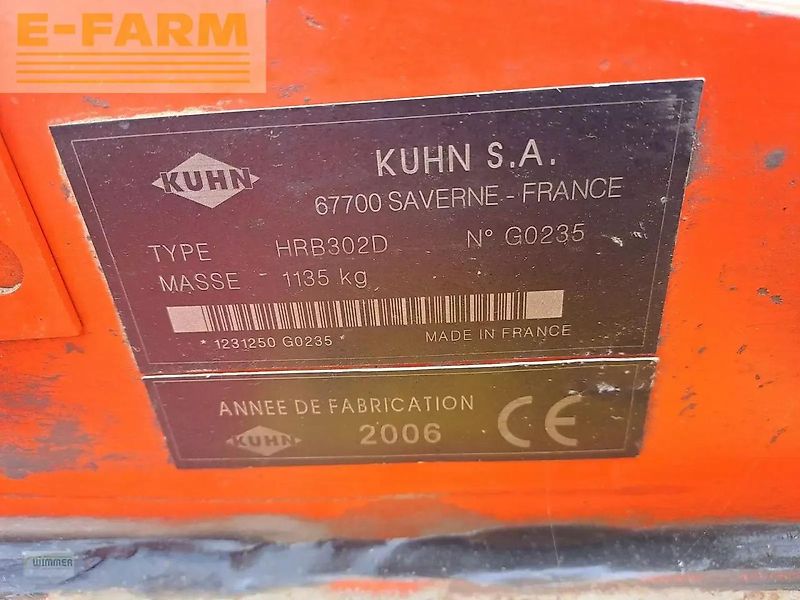 E-FARM
KUHN
KUHN S.A.
67700 SAVERNE - FRANCE
TYPE HRB302D N° G0235
MASSE 1135 kg
* 1231250 G0235 *
MADE IN FRANCE
ANNEE DE FABRICATION
KUHN
2006
CE
WIMMER